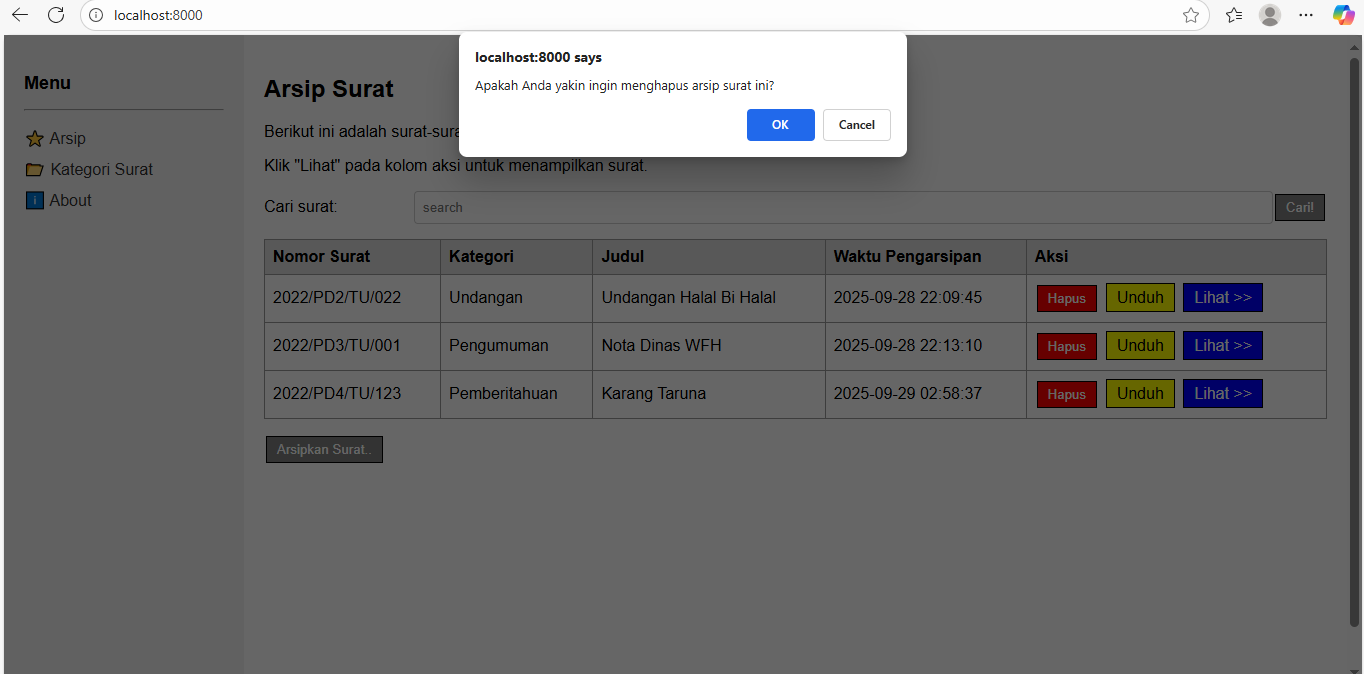 localhost:8000
localhost:8000 says
Apakah Anda yakin ingin menghapus arsip surat ini?
OK Cancel
Menu
Arsip
Kategori Surat
About
Arsip Surat
Berikut ini adalah
Klik "Lihat" pada kolom aksi untuk menampilkan surat.
Cari surat: search Cari!
Nomor Surat Kategori Judul Waktu Pengarsipan Aksi
2022/PD2/TU/022 Undangan Undangan Halal Bi Halal 2025-09-28 22:09:45 Hapus Unduh Lihat >>
2022/PD3/TU/001 Pengumuman Nota Dinas WFH 2025-09-28 22:13:10 Hapus Unduh Lihat >>
2022/PD4/TU/123 Pemberitahuan Karang Taruna 2025-09-29 02:58:37 Hapus Unduh Lihat >>
Arsipkan Surat..